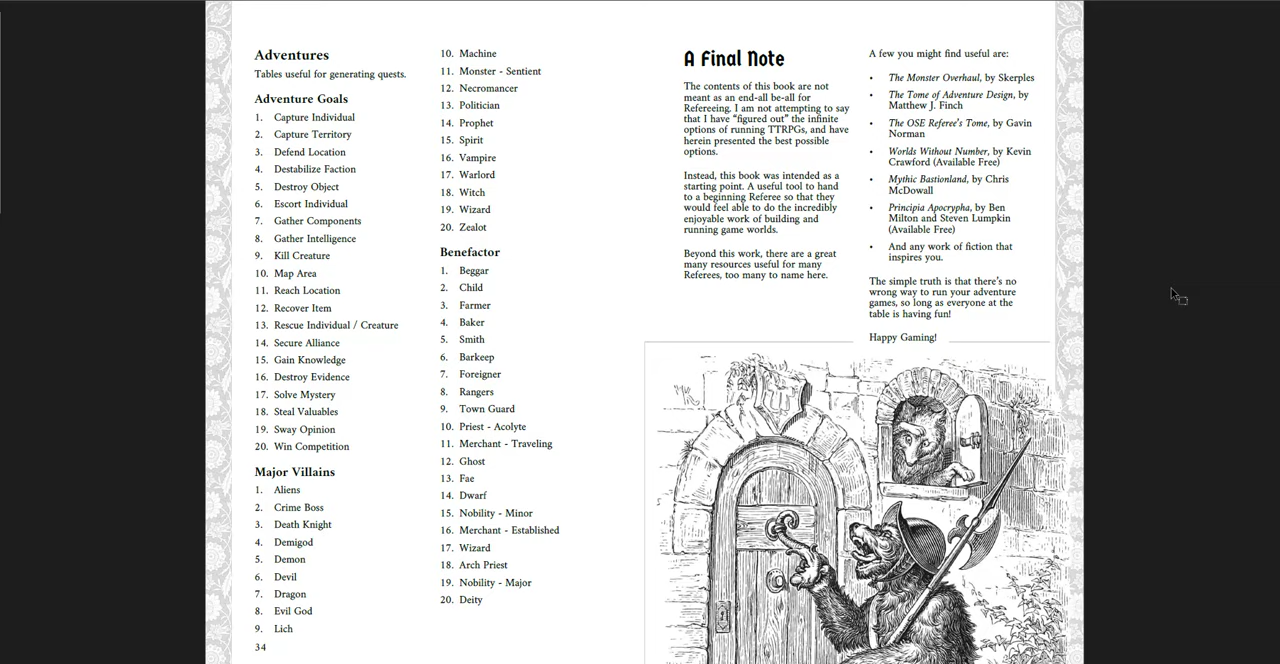 Adventures
Tables useful for generating quests.
Adventure Goals
1. Capture Individual
2. Capture Territory
3. Defend Location
4. Destabilize Faction
5. Destroy Object
6. Escort Individual
7. Gather Components
8. Gather Intelligence
9. Kill Creature
10. Map Area
11. Reach Location
12. Recover Item
13. Rescue Individual / Creature
14. Secure Alliance
15. Gain Knowledge
16. Destroy Evidence
17. Solve Mystery
18. Steal Valuables
19. Sway Opinion
20. Win Competition
Major Villains
1. Aliens
2. Crime Boss
3. Death Knight
4. Demigod
5. Demon
6. Devil
7. Dragon
8. Evil God
9. Lich
34
10. Machine
11. Monster - Sentient
12. Necromancer
13. Politician
14. Prophet
15. Spirit
16. Vampire
17. Warlord
18. Witch
19. Wizard
20. Zealot
Benefactor
1. Beggar
2. Child
3. Farmer
4. Baker
5. Smith
6. Barkeep
7. Foreigner
8. Rangers
9. Town Guard
10. Priest - Acolyte
11. Merchant - Traveling
12. Ghost
13. Fae
14. Dwarf
15. Nobility - Minor
16. Merchant - Established
17. Wizard
18. Arch Priest
19. Nobility - Major
20. Deity
A Final Note
The contents of this book are not
meant as an end-all be-all for
Refereeing. I am not attempting to say
that I have “figured out” the infinite
options of running TTRPGs, and have
herein presented the best possible
options.
Instead, this book was intended as a
starting point. A useful tool to hand
to a beginning Referee so that they
would feel able to do the incredibly
enjoyable work of building and
running game worlds.
Beyond this work, there are a great
many resources useful for many
Referees, too many to name here.
A few you might find useful are:
• The Monster Overhaul, by Skerples
• The Tome of Adventure Design, by
Matthew J. Finch
• The OSE Referee's Tome, by Gavin
Norman
• Worlds Without Number, by Kevin
Crawford (Available Free)
• Mythic Bastionland, by Chris
McDowall
• Principia Apocrypha, by Ben
Milton and Steven Lumpkin
(Available Free)
• And any work of fiction that
inspires you.
The simple truth is that there's no
wrong way to run your adventure
games, so long as everyone at the
table is having fun!
Happy Gaming!